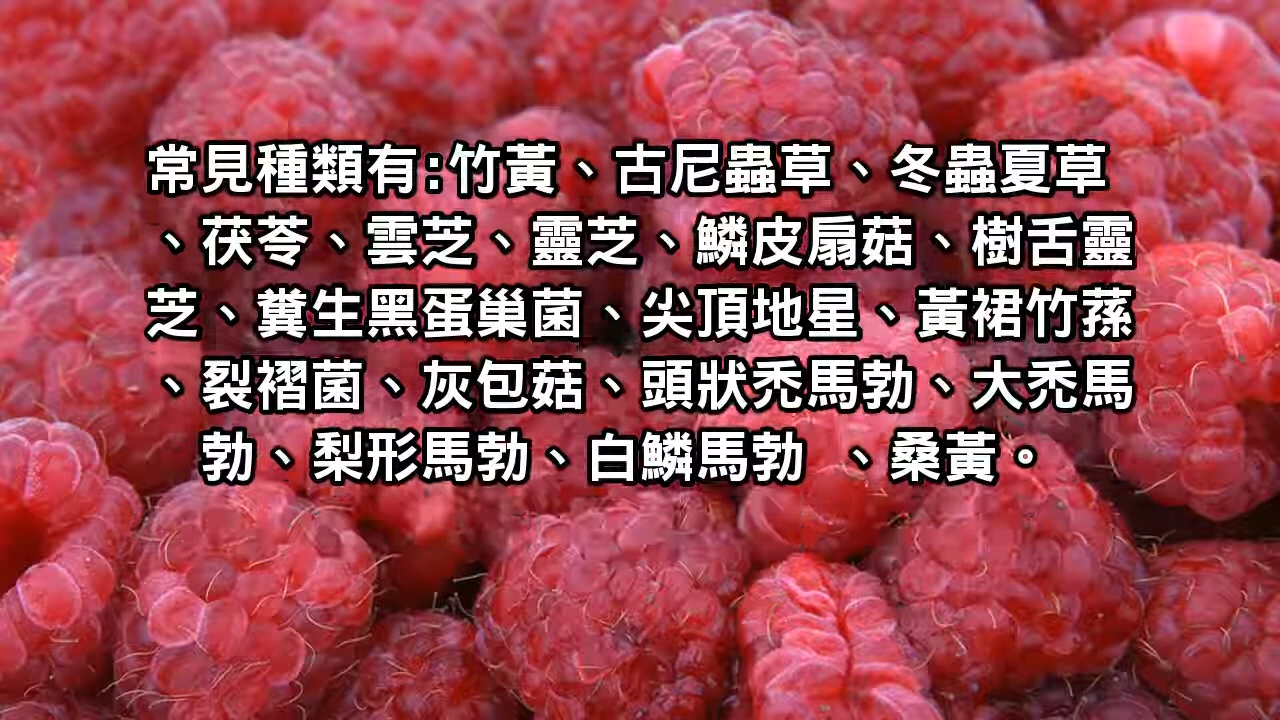 常見種類有:竹黃、古尼蟲草、冬蟲夏草
、茯苓、雲芝、靈芝、鱗皮扇菇、樹舌靈
芝、糞生黑蛋巢菌、尖頂地星、黃裙竹蓀
、裂褶菌、灰包菇、頭狀禿馬勃、大禿馬
勃、梨形馬勃、白鱗馬勃 、桑黃。